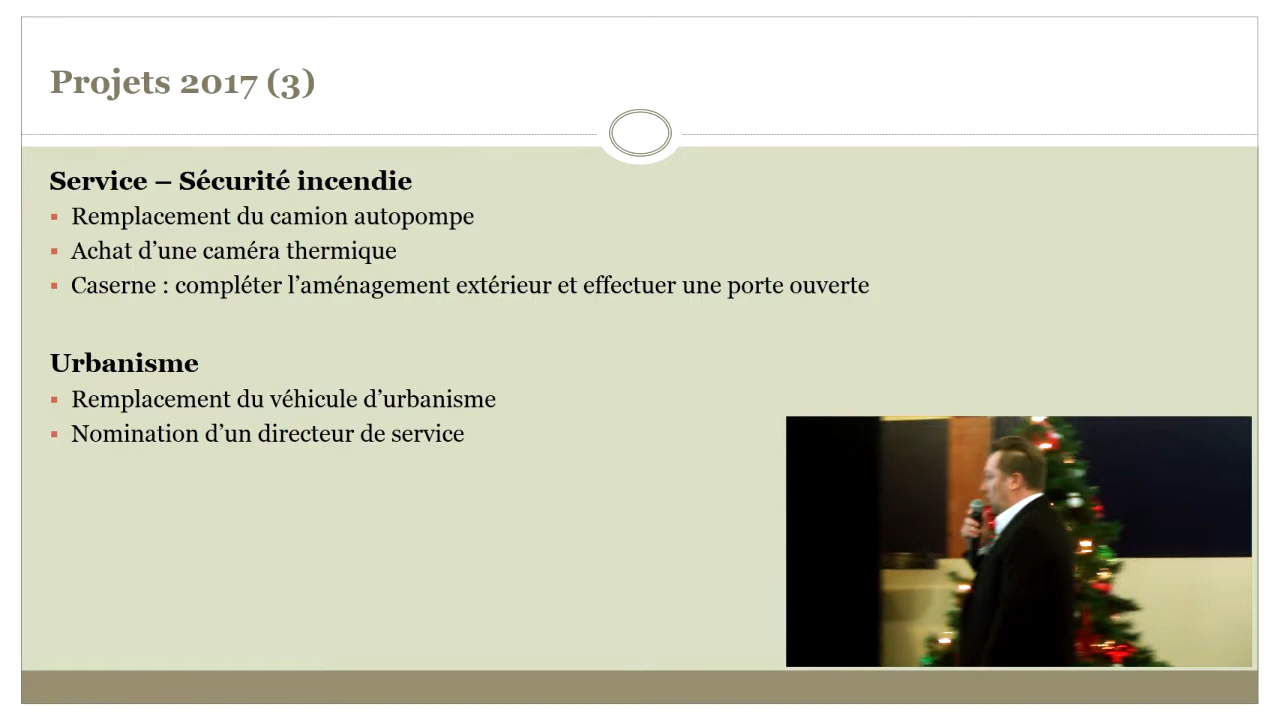 Projets 2017 (3)
Service – Sécurité incendie
Remplacement du camion autopompe
Achat d’une caméra thermique
Caserne : compléter l’aménagement extérieur et effectuer une porte ouverte
Urbanisme
Remplacement du véhicule d’urbanisme
Nomination d’un directeur de service